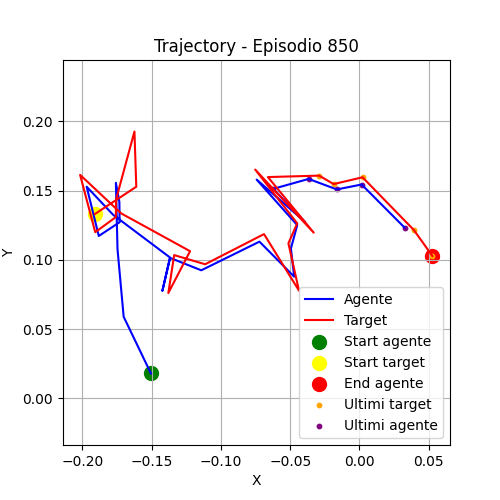 Trajectory - Episodio 850
Y
0.20
0.15
0.10
0.05
0.00
Agente
Target
Start agente
Start target
End agente
Ultimi target
Ultimi agente
−0.20 −0.15 −0.10 −0.05 0.00 0.05
X